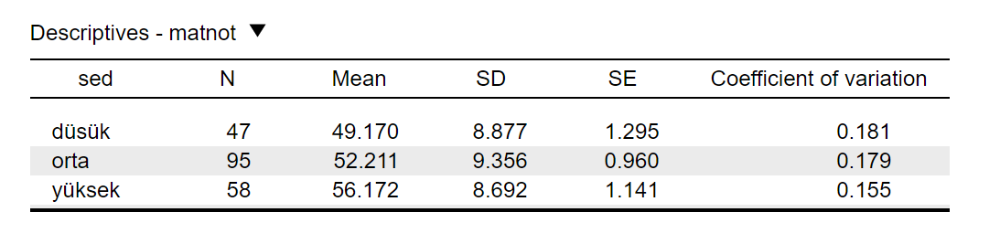 Descriptives - matnot ▼
sed N Mean SD SE Coefficient of variation
düsük 47 49.170 8.877 1.295 0.181
orta 95 52.211 9.356 0.960 0.179
yüksek 58 56.172 8.692 1.141 0.155